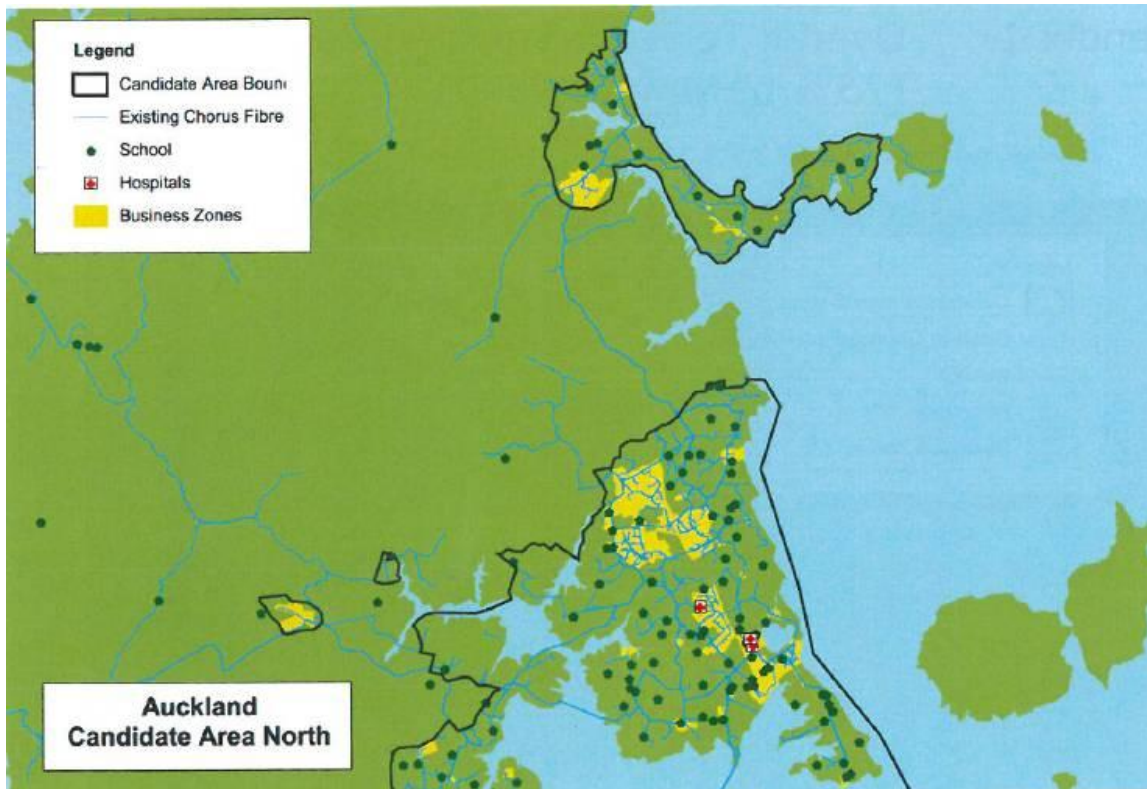 Legend
Candidate Area Boun
Existing Chorus Fibre
School
Hospitals
Business Zones
Auckland
Candidate Area North